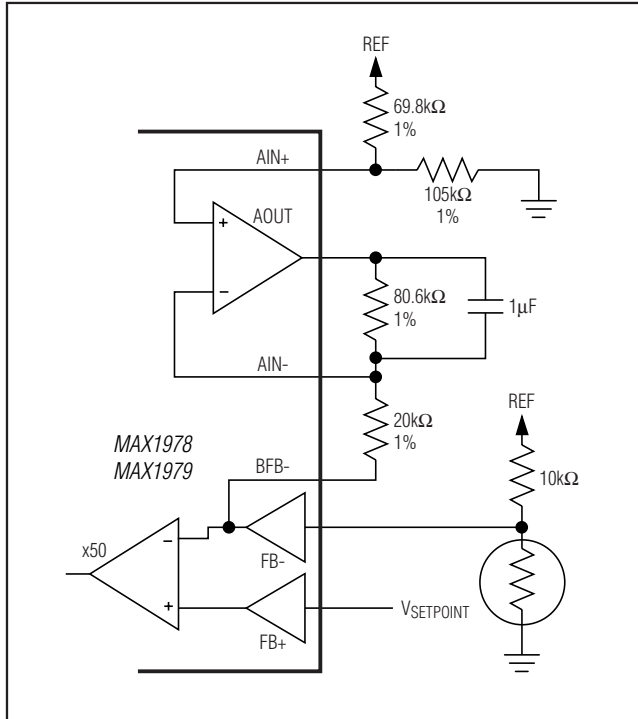 REF
69.8kΩ
1%
AIN+
105kΩ
1%
+
AOUT
−
80.6kΩ
1%
1µF
AIN-
20kΩ
1%
REF
MAX1978
MAX1979
BFB-
10kΩ
x50
−
FB-
+
VSETPOINT
FB+